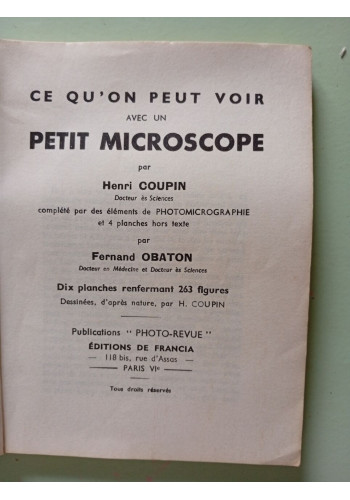 CE QU'ON PEUT VOIR
AVEC UN
PETIT MICROSCOPE
par
Henri COUPIN
Docteur ès Sciences
complété par des éléments de PHOTOMICROGRAPHIE
et 4 planches hors texte
par
Fernand OBATON
Docteur en Médecine et Docteur ès Sciences
Dix planches renfermant 263 figures
Dessinées, d'après nature, par H. COUPIN
Publications "PHOTO-REVUE"
ÉDITIONS DE FRANCIA
— 118 bis, rue d'Assas —
— PARIS VIe —
Tous droits réservés